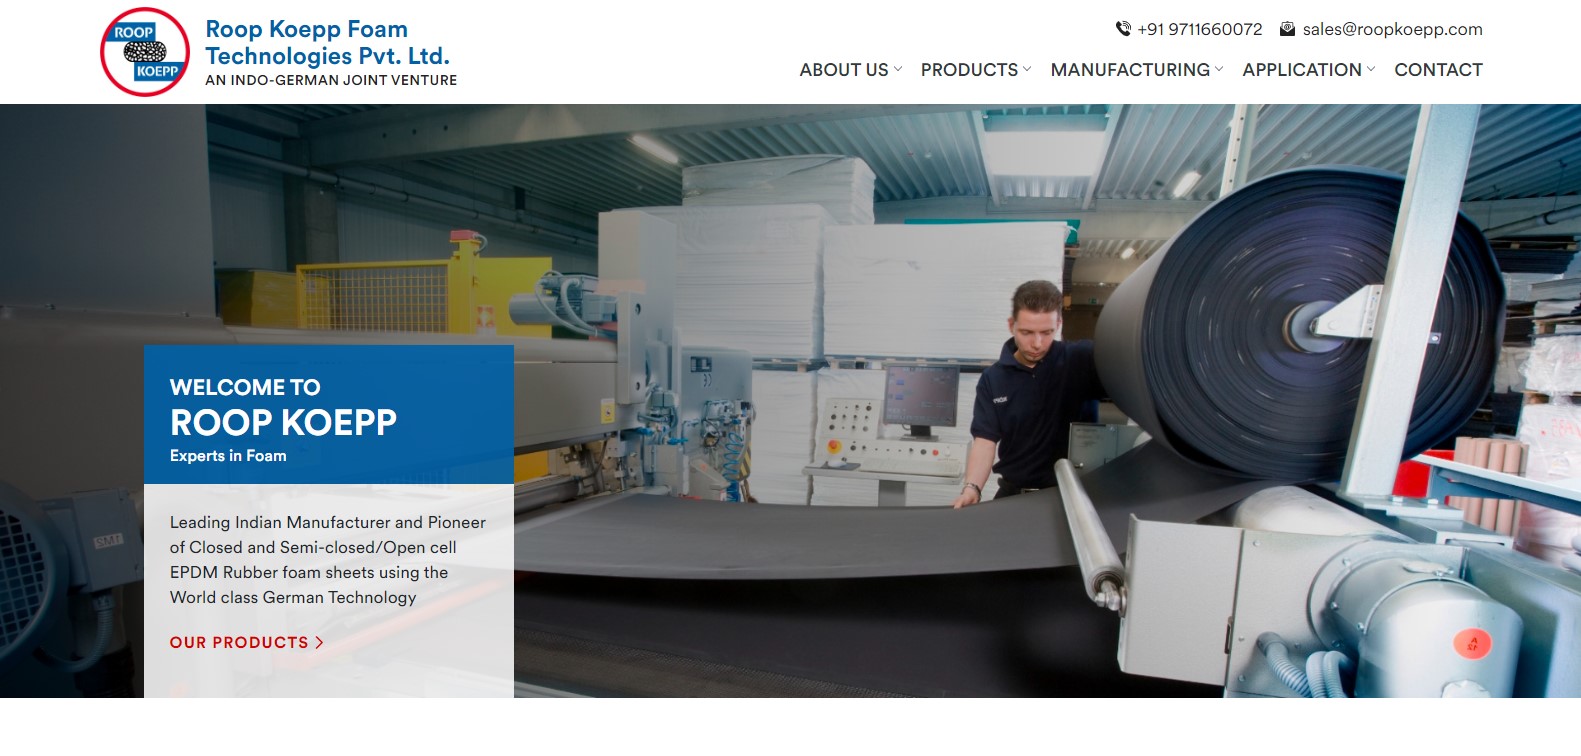 ROOP
KOEPP
Roop Koepp Foam
Technologies Pvt. Ltd.
AN INDO-GERMAN JOINT VENTURE
+91 9711660072
sales@roopkoepp.com
ABOUT US
PRODUCTS
MANUFACTURING
APPLICATION
CONTACT
WELCOME TO
ROOP KOEPP
Experts in Foam
Leading Indian Manufacturer and Pioneer
of Closed and Semi-closed/Open cell
EPDM Rubber foam sheets using the
World class German Technology
OUR PRODUCTS
SMT